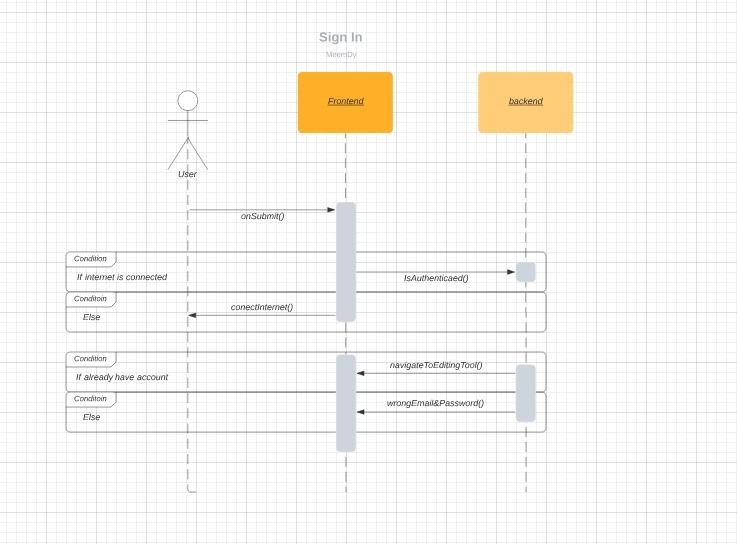 Sign In
MeemDy
Frontend
backend
User
onSubmit()
Condition
If internet is connected
IsAuthenticaed()
Conditoin
conectInternet()
Else
Condition
navigateToEditingTool()
If already have account
Conditoin
wrongEmail&Password()
Else